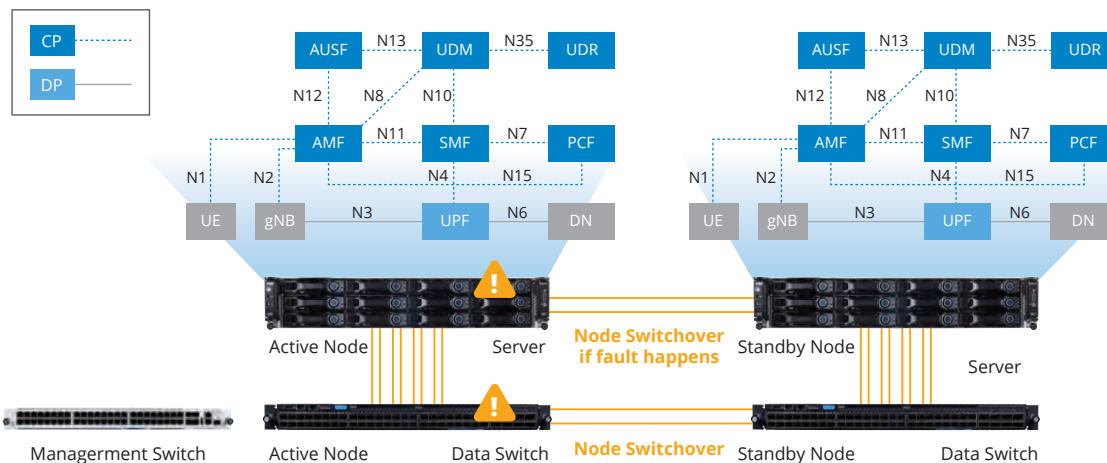 CP
DP
AUSF N13 UDM N35 UDR
N12 N8 N10
AMF N11 SMF N7 PCF
N1 N2 N4 N15
UE gNB N3 UPF N6 DN
AUSF N13 UDM N35 UDR
N12 N8 N10
AMF N11 SMF N7 PCF
N1 N2 N4 N15
UE gNB N3 UPF N6 DN
!
Active Node Server
Node Switchover
if fault happens
Standby Node
Server
!
Managerment Switch
Active Node Data Switch
Node Switchover
Standby Node Data Switch